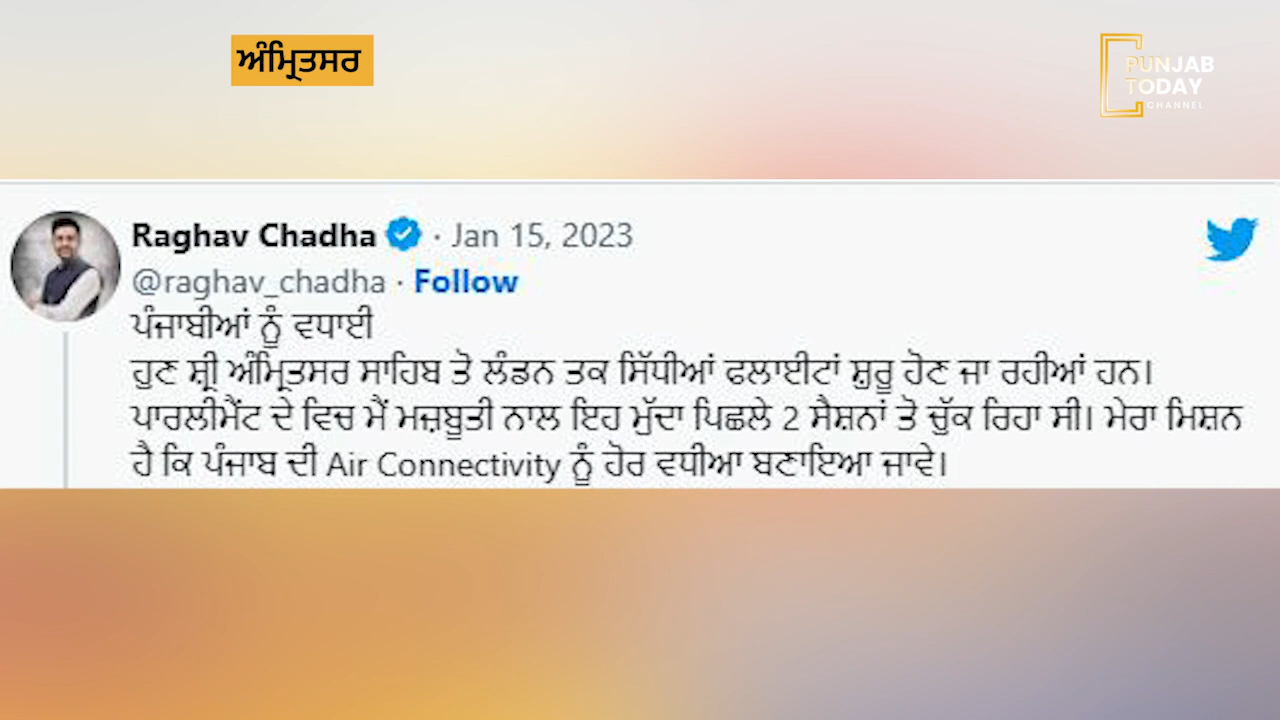 ਅੰਮ੍ਰਿਤਸਰ
PUNJAB
TODAY
CHANNEL
Raghav Chadha · Jan 15, 2023
@raghav_chadha · Follow
ਪੰਜਾਬੀਆਂ ਨੂੰ ਵਧਾਈ
ਹੁਣ ਸ਼੍ਰੀ ਅੰਮ੍ਰਿਤਸਰ ਸਾਹਿਬ ਤੋ ਲੰਡਨ ਤਕ ਸਿੱਧੀਆਂ ਫਲਾਈਟਾਂ ਸ਼ੁਰੂ ਹੋਣ ਜਾ ਰਹੀਆਂ ਹਨ।
ਪਾਰਲੀਮੈਂਟ ਦੇ ਵਿਚ ਮੈਂ ਮਜ਼ਬੂਤੀ ਨਾਲ ਇਹ ਮੁੱਦਾ ਪਿਛਲੇ 2 ਸੈਸ਼ਨਾਂ ਤੋ ਚੁੱਕ ਰਿਹਾ ਸੀ। ਮੇਰਾ ਮਿਸ਼ਨ
ਹੈ ਕਿ ਪੰਜਾਬ ਦੀ Air Connectivity ਨੂੰ ਹੋਰ ਵਧੀਆ ਬਣਾਇਆ ਜਾਵੇ।